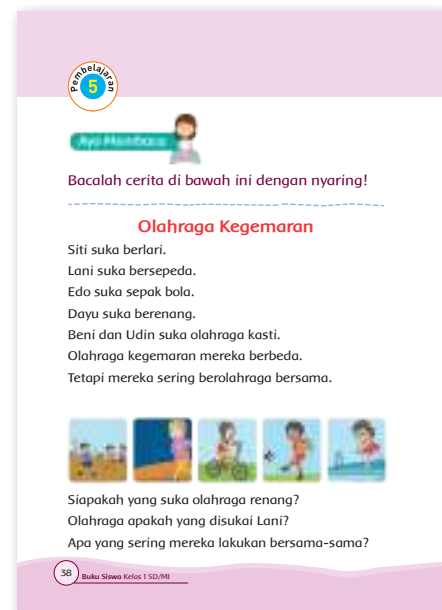 Pembelajaran
5
Ayo Membaca
Bacalah cerita di bawah ini dengan nyaring!
Olahraga Kegemaran
Siti suka berlari.
Lani suka bersepeda.
Edo suka sepak bola.
Dayu suka berenang.
Beni dan Udin suka olahraga kasti.
Olahraga kegemaran mereka berbeda.
Tetapi mereka sering berolahraga bersama.
Siapakah yang suka olahraga renang?
Olahraga apakah yang disukai Lani?
Apa yang sering mereka lakukan bersama-sama?
38 Buku Siswa Kelas 1 SD/MI